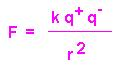 F = k q⁺ q⁻ / r²